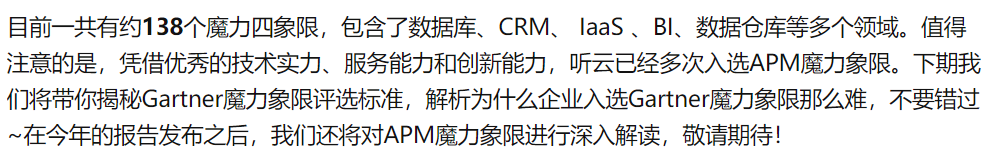 目前一共有约138个魔力四象限，包含了数据库、CRM、 IaaS 、BI、数据仓库等多个领域。值得
注意的是，凭借优秀的技术实力、服务能力和创新能力，听云已经多次入选APM魔力象限。下期我
们将带你揭秘Gartner魔力象限评选标准，解析为什么企业入选Gartner魔力象限那么难，不要错过
~在今年的报告发布之后，我们还将对APM魔力象限进行深入解读，敬请期待！